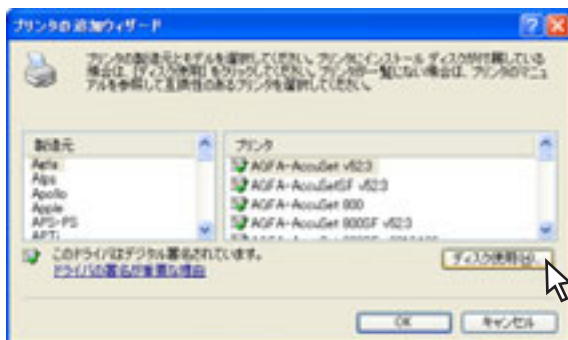 プリンタの追加ウィザード
プリンタの製造元とモデルを選択してください。プリンタにインストール ディスクが付属している
場合は、[ディスク使用] をクリックしてください。プリンタが一覧にない場合は、プリンタのマニュ
アルを参照して互換性のあるプリンタを選択してください。
製造元
プリンタ
Agfa
Alps
Apollo
Apple
APS-PS
APTi
AGFA-AccuSet v52.3
AGFA-AccuSetSF v52.3
AGFA-AccuSet 800
AGFA-AccuSet 800SF v52.3
このドライバはデジタル署名されています。
ドライバの署名が重要な理由
ディスク使用(H)...
OK
キャンセル